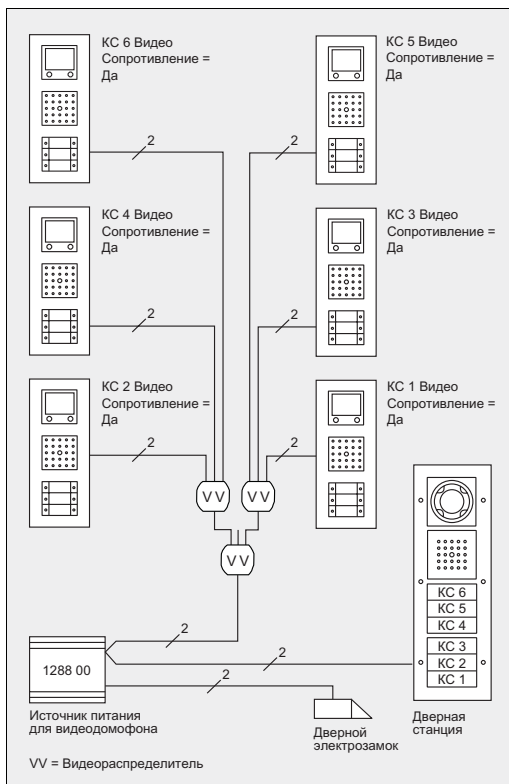 КС 6 Видео
Сопротивление =
Да
КС 5 Видео
Сопротивление =
Да
2
2
КС 4 Видео
Сопротивление =
Да
КС 3 Видео
Сопротивление =
Да
2
2
КС 2 Видео
Сопротивление =
Да
КС 1 Видео
Сопротивление =
Да
2
2
V V
V V
V V
КС 6
КС 5
КС 4
КС 3
КС 2
КС 1
2
2
2
1288 00
Источник питания
для видеодомофона
Дверной
электрозамок
Дверная
станция
VV = Видеораспределитель